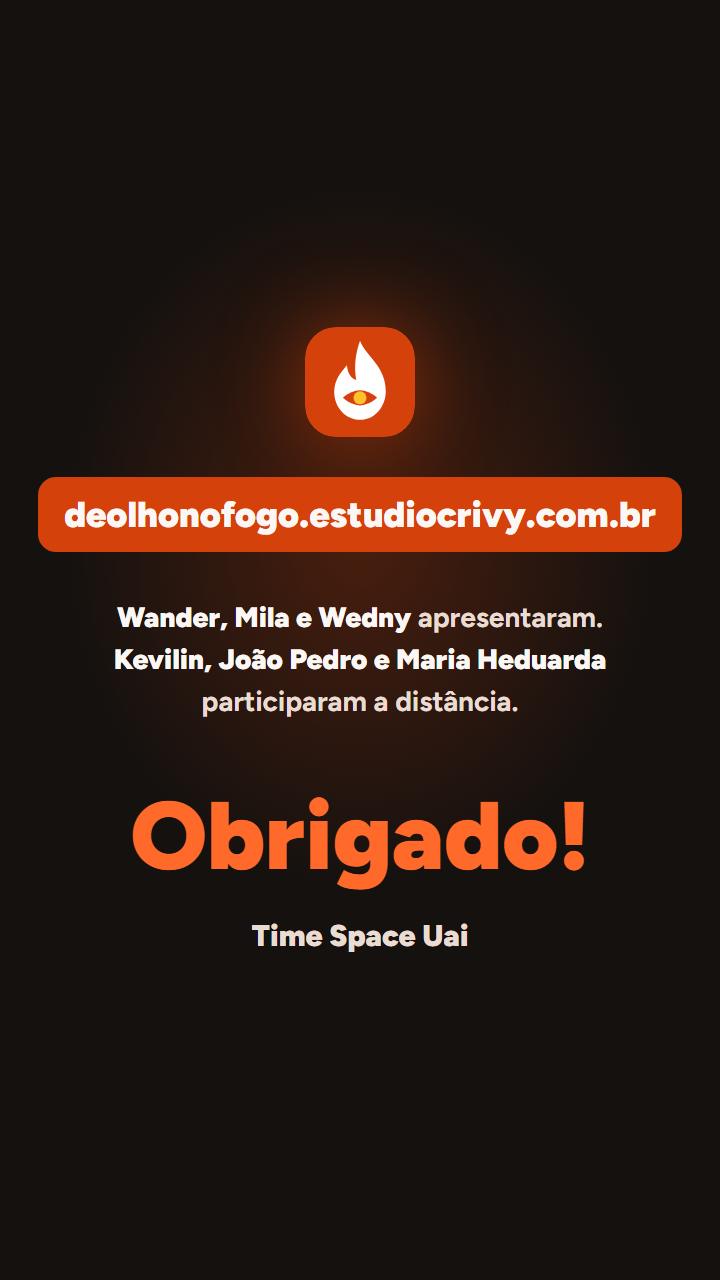 deolhonofogo.estudiocrivy.com.br
Wander, Mila e Wedny apresentaram.
Kevilin, João Pedro e Maria Heduarda
participaram a distância.
Obrigado!
Time Space Uai